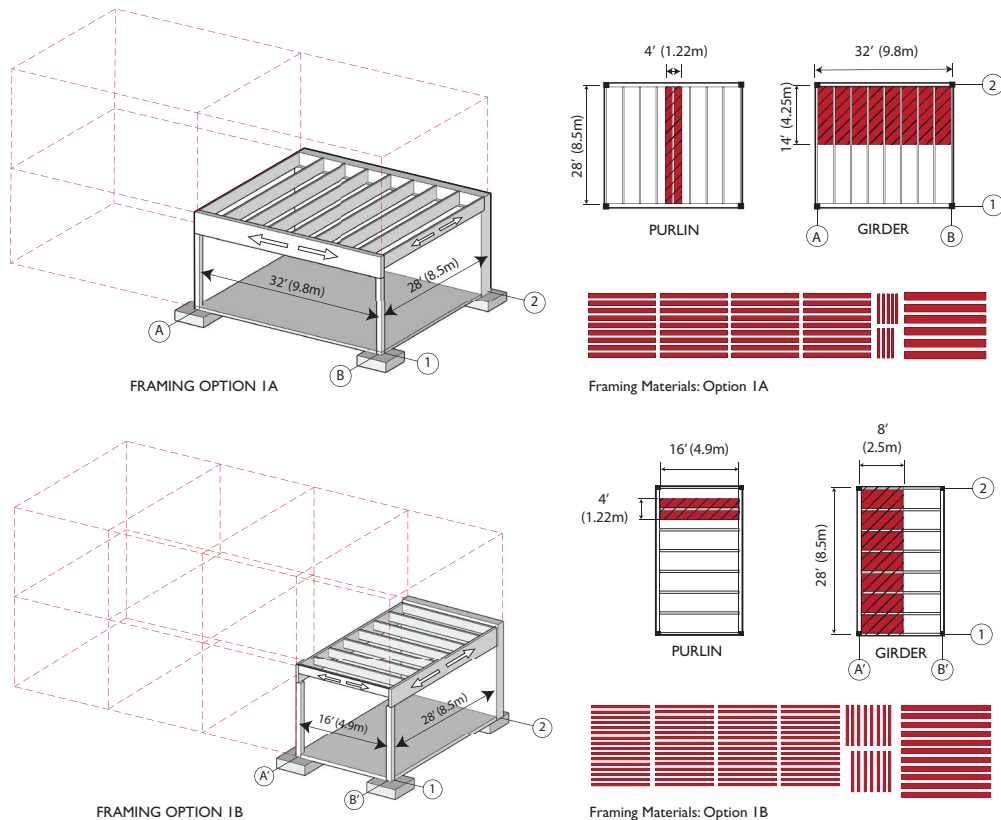 4' (1.22m)
32' (9.8m)
2
28' (8.5m)
14' (4.25m)
1
PURLIN
A
GIRDER
B
32' (9.8m)
28' (8.5m)
2
A
B
1
FRAMING OPTION 1A
Framing Materials: Option 1A
16' (4.9m)
8'
(2.5m)
2
4'
(1.22m)
28' (8.5m)
1
PURLIN
A'
GIRDER
B'
16' (4.9m)
28' (8.5m)
2
A'
B'
1
FRAMING OPTION 1B
Framing Materials: Option 1B